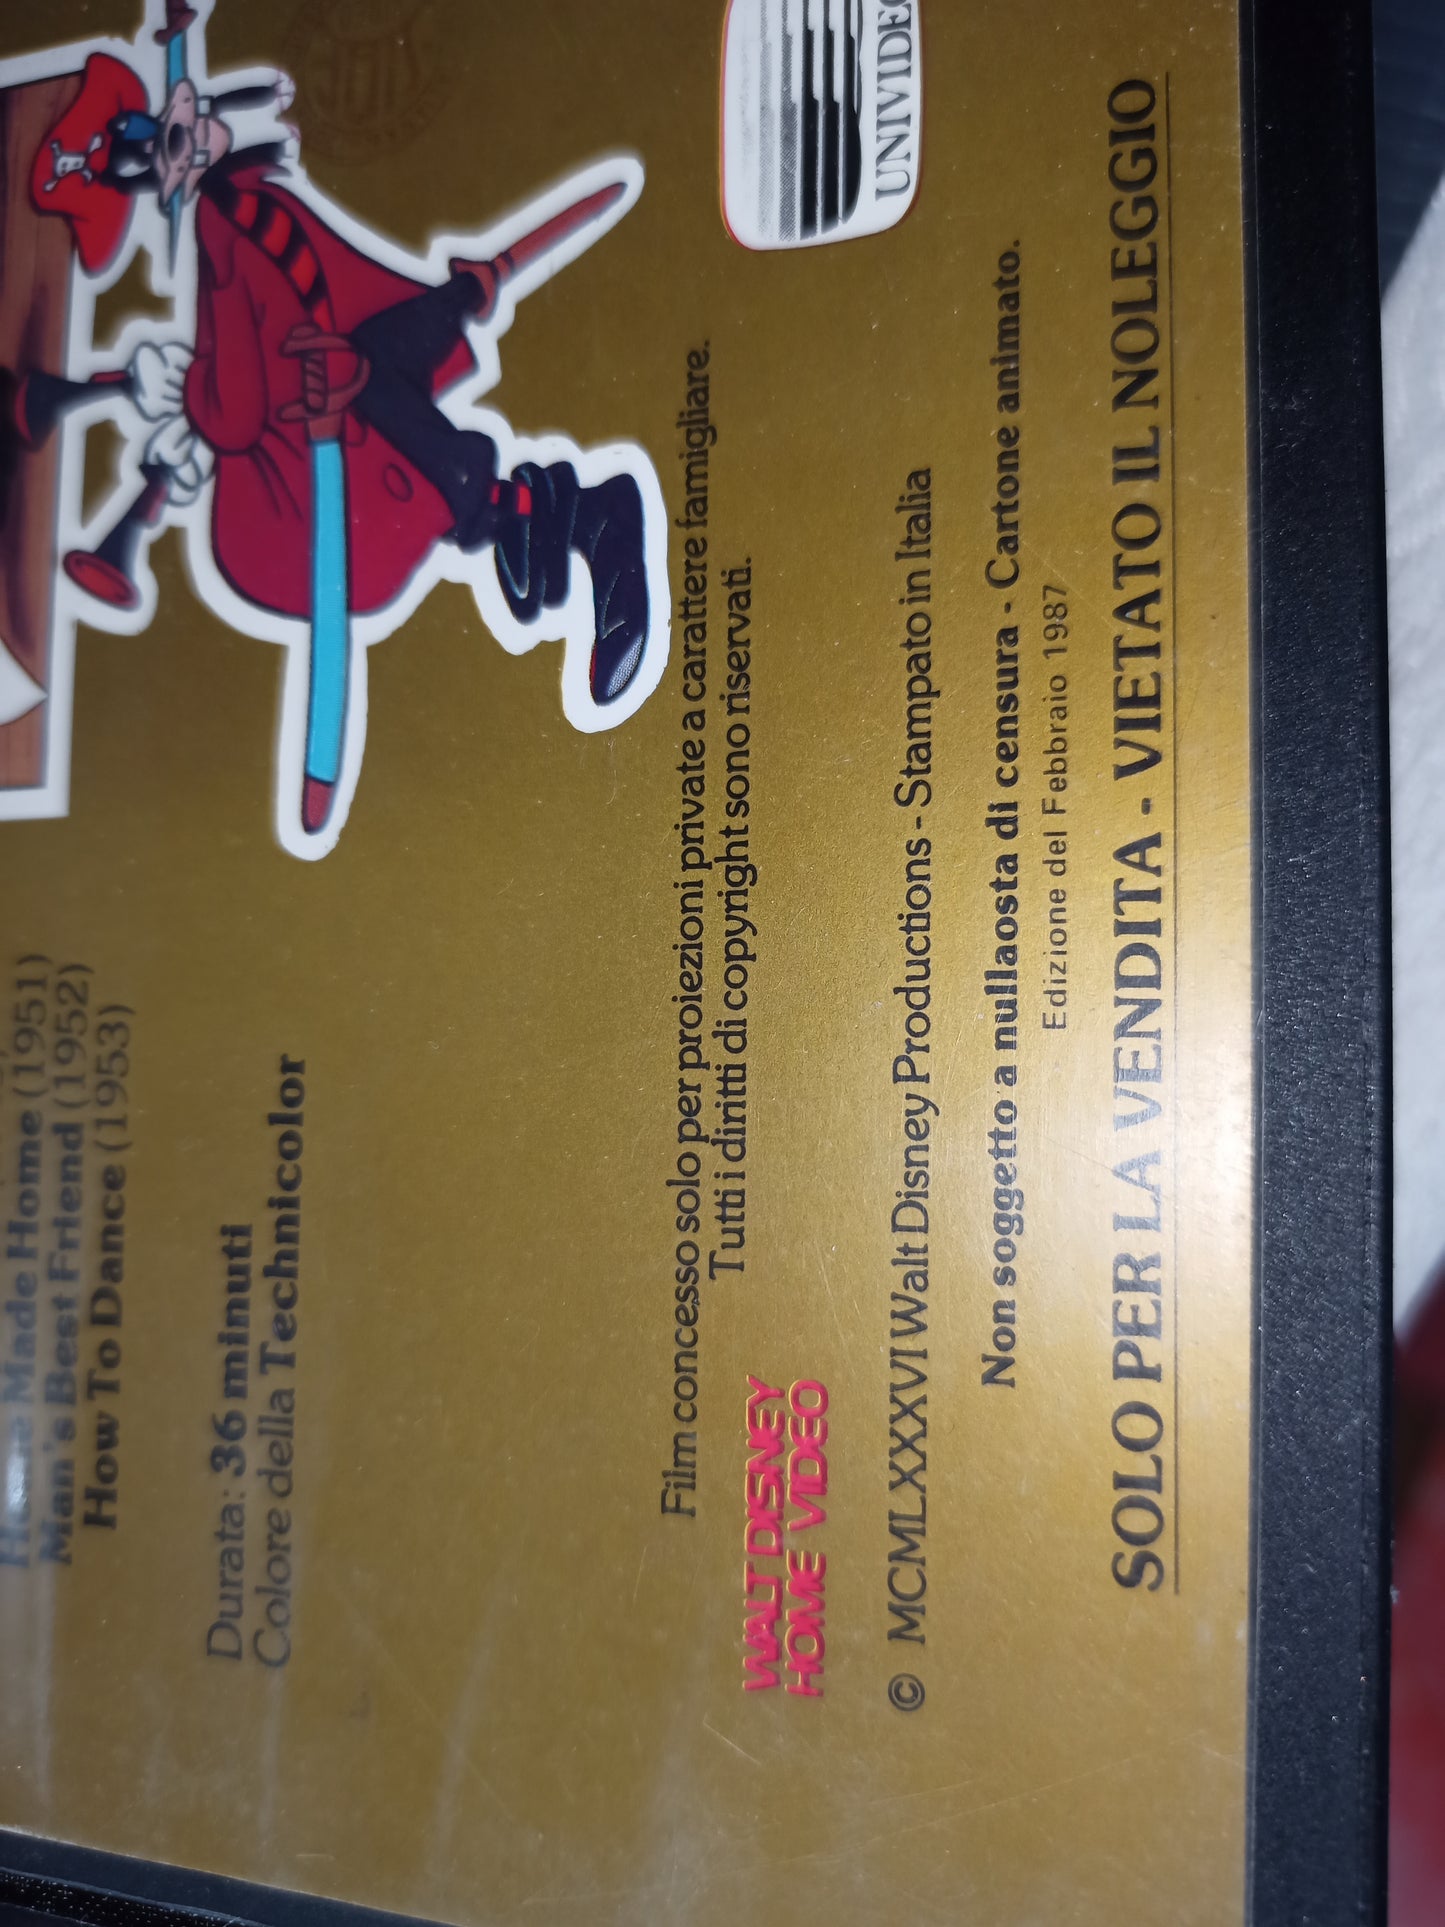 Home Made Home (1951)
Man's Best Friend (1952)
How To Dance (1953)
Durata: 36 minuti
Colore della Technicolor
Film concesso solo per proiezioni private a carattere famigliare.
Tutti i diritti di copyright sono riservati.
WALT DISNEY
HOME VIDEO
UNIVIDEO
© MCMLXXXVI Walt Disney Productions - Stampato in Italia
Non soggetto a nullaosta di censura - Cartone animato.
Edizione del Febbraio 1987
SOLO PER LA VENDITA - VIETATO IL NOLEGGIO